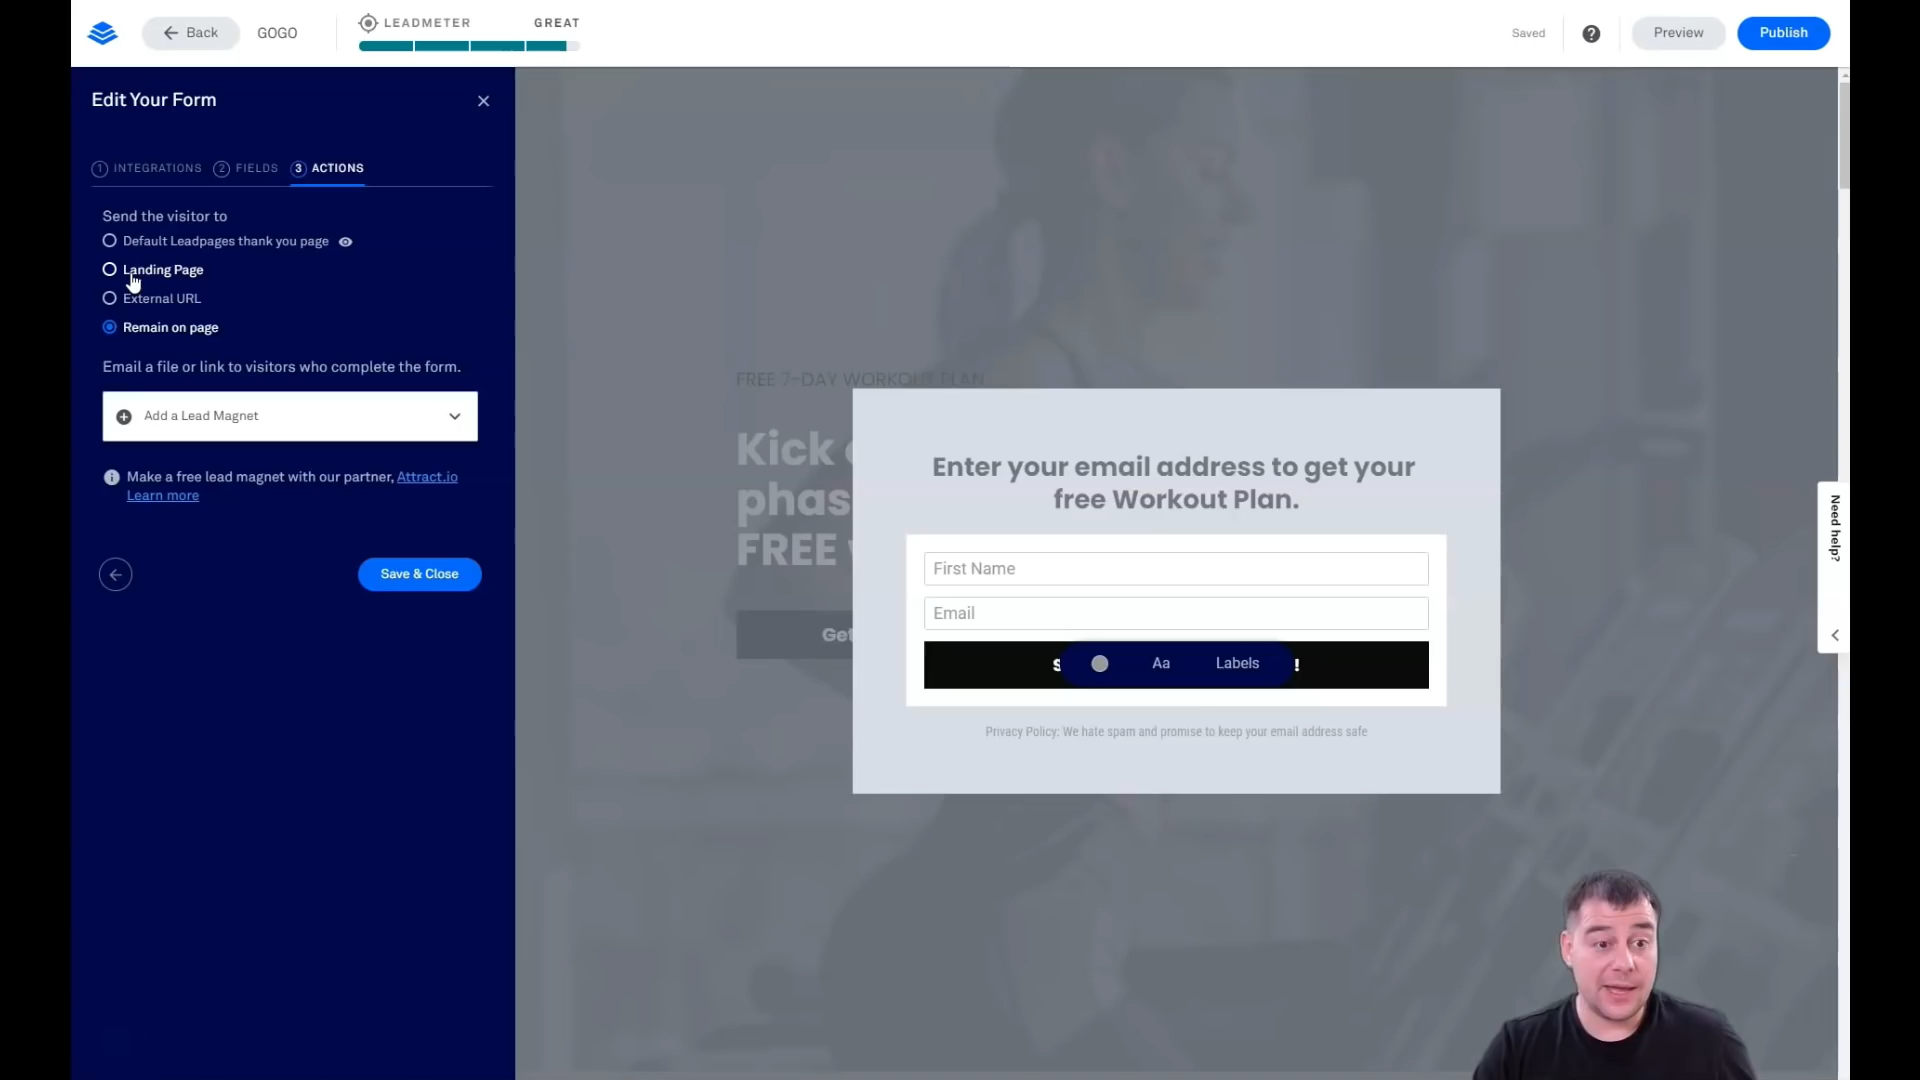 Back
GOGO
LEADMETER
GREAT
Saved
?
Preview
Publish
Edit Your Form
1 INTEGRATIONS 2 FIELDS 3 ACTIONS
Send the visitor to
Default Leadpages thank you page
Landing Page
External URL
Remain on page
Email a file or link to visitors who complete the form.
Add a Lead Magnet
Make a free lead magnet with our partner, Attract.io
Learn more
Save & Close
FREE 7-DAY WORKOUT PLAN
Kick
phas
FREE
Get
Enter your email address to get your
free Workout Plan.
First Name
Email
S
Aa
Labels
!
Privacy Policy: We hate spam and promise to keep your email address safe
Need help?